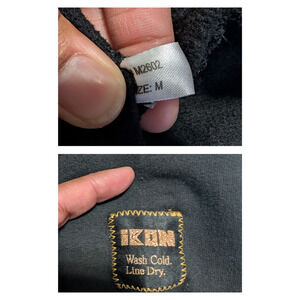 M2602
ZE: M
IKON
Wash Cold.
Line Dry.